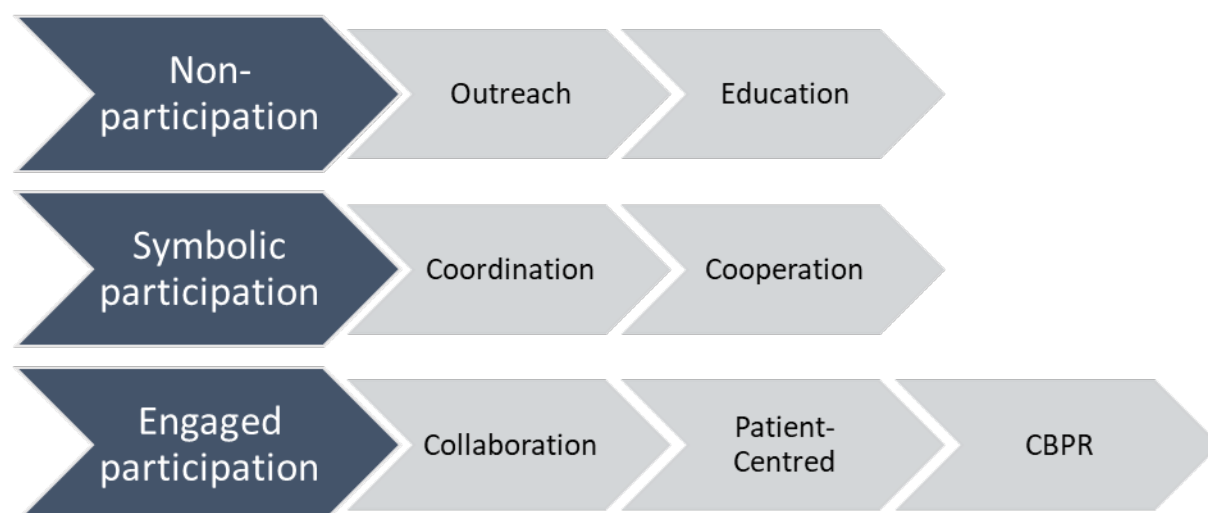 Non-
participation
Outreach
Education
Symbolic
participation
Coordination
Cooperation
Engaged
participation
Collaboration
Patient-
Centred
CBPR